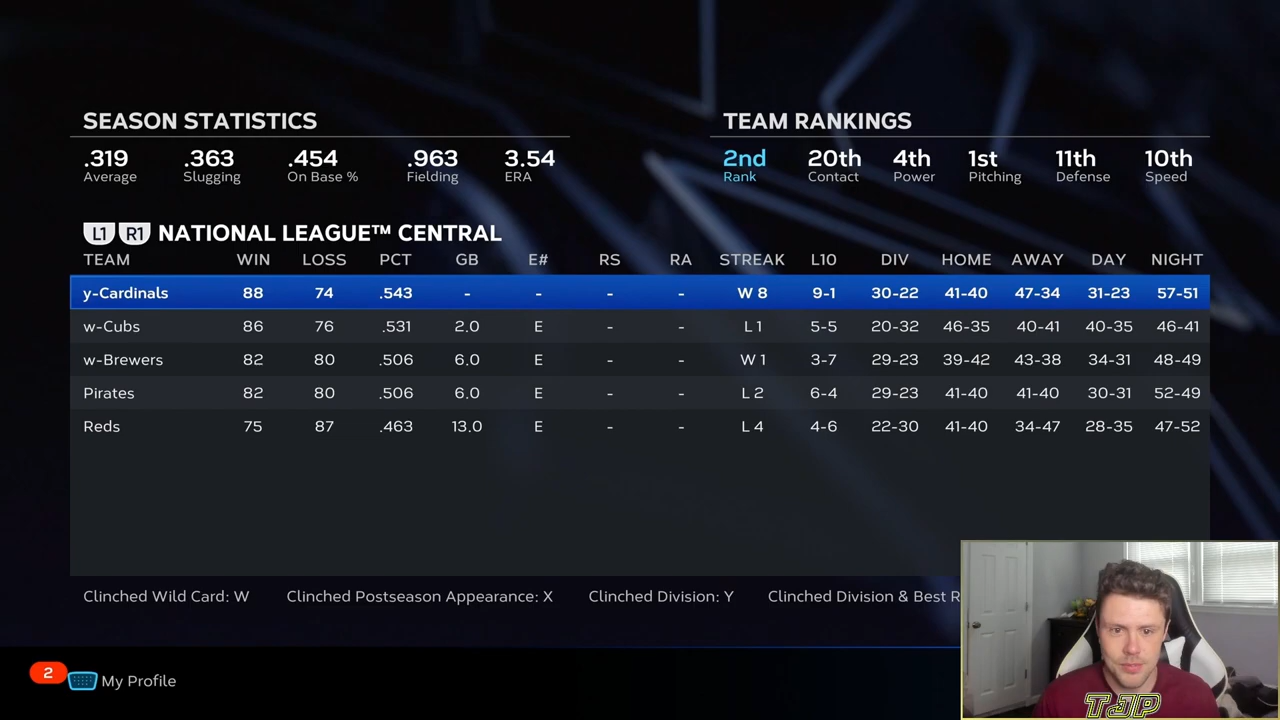 SEASON STATISTICS
TEAM RANKINGS
.319 .363 .454 .963 3.54
Average Slugging On Base % Fielding ERA
2nd 20th 4th 1st 11th 10th
Rank Contact Power Pitching Defense Speed
L1 R1 NATIONAL LEAGUE™ CENTRAL
TEAM WIN LOSS PCT GB E# RS RA STREAK L10 DIV HOME AWAY DAY NIGHT
y-Cardinals 88 74 .543 - - - - W 8 9-1 30-22 41-40 47-34 31-23 57-51
w-Cubs 86 76 .531 2.0 E - - L 1 5-5 20-32 46-35 40-41 40-35 46-41
w-Brewers 82 80 .506 6.0 E - - W 1 3-7 29-23 39-42 43-38 34-31 48-49
Pirates 82 80 .506 6.0 E - - L 2 6-4 29-23 41-40 41-40 30-31 52-49
Reds 75 87 .463 13.0 E - - L 4 4-6 22-30 41-40 34-47 28-35 47-52
Clinched Wild Card: W Clinched Postseason Appearance: X Clinched Division: Y Clinched Division & Best R
2 My Profile
TJP